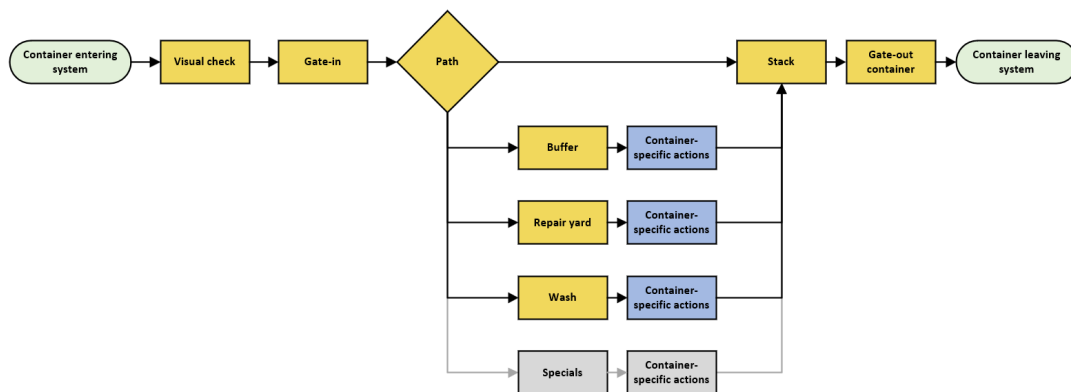 Container entering
system
Visual check
Gate-in
Path
Stack
Gate-out
container
Container leaving
system
Buffer
Container-
specific actions
Repair yard
Container-
specific actions
Wash
Container-
specific actions
Specials
Container-
specific actions